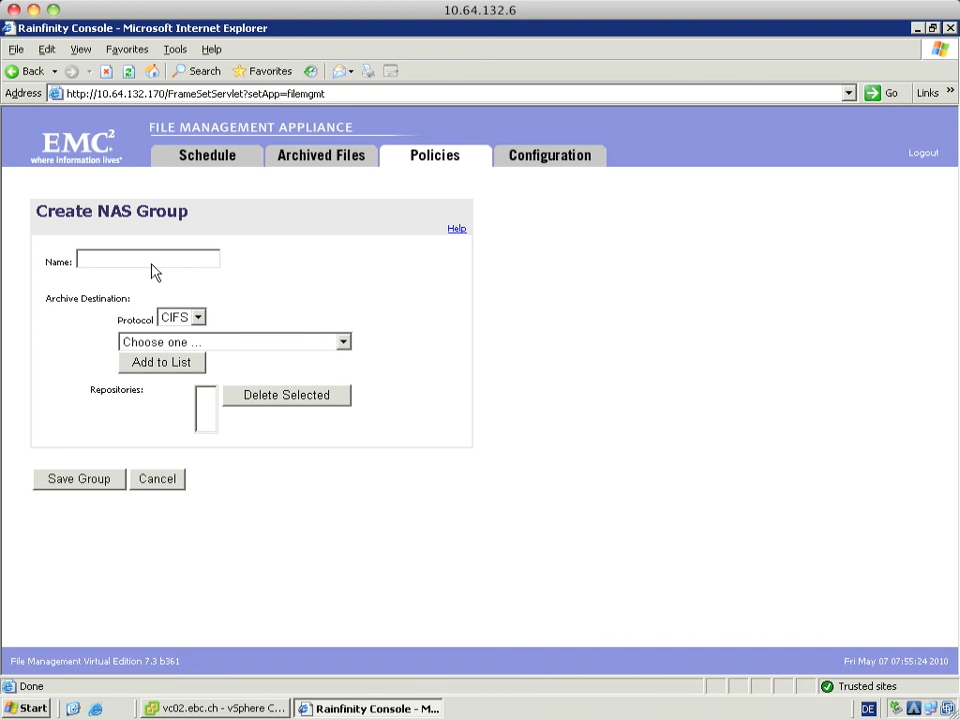 10.64.132.6
Rainfinity Console - Microsoft Internet Explorer
File Edit View Favorites Tools Help
Back Search Favorites
Address http://10.64.132.170/FrameSetServlet?setApp=filemgmt Go Links »
EMC²
where information lives®
FILE MANAGEMENT APPLIANCE
Schedule Archived Files Policies Configuration Logout
Create NAS Group
Help
Name:
Archive Destination:
Protocol CIFS
Choose one ...
Add to List
Repositories: Delete Selected
Save Group Cancel
File Management Virtual Edition 7.3 b361 Fri May 07 07:55:24 2010
Done Trusted sites
Start vc02.ebc.ch - vSphere C... Rainfinity Console - M... DE